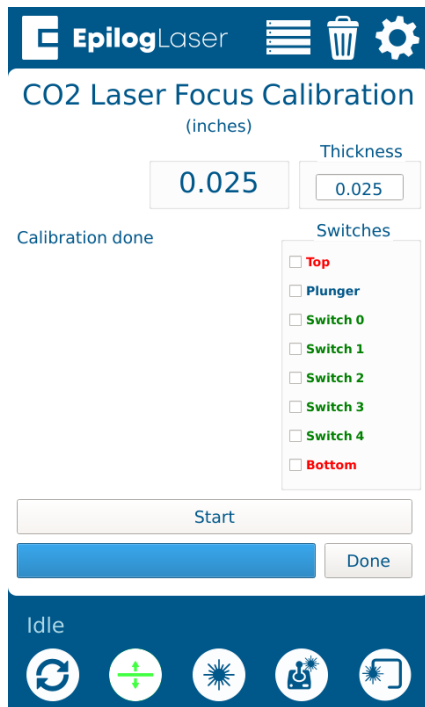 EpilogLaser
CO2 Laser Focus Calibration
(inches)
Thickness
0.025
0.025
Calibration done
Switches
Top
Plunger
Switch 0
Switch 1
Switch 2
Switch 3
Switch 4
Bottom
Start
Done
Idle